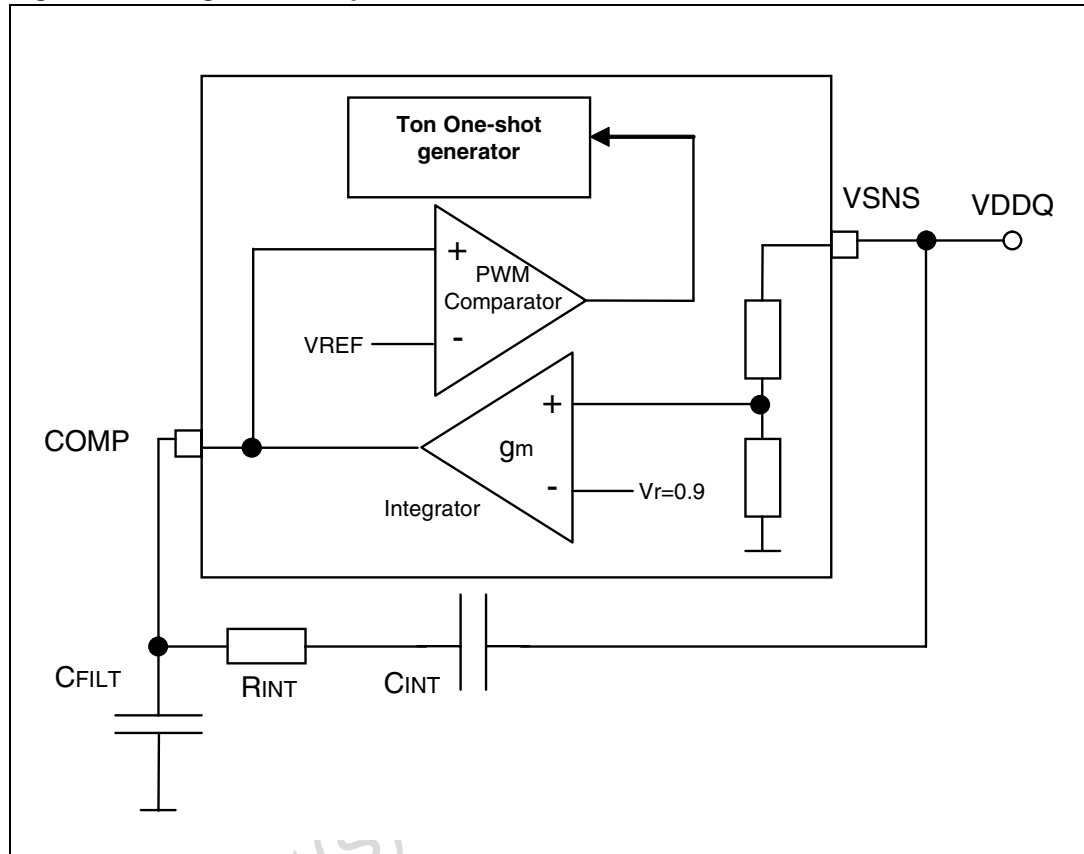 Ton One-shot
generator
VSNS
VDDQ
+
PWM
Comparator
VREF
-
+
COMP
gm
-
Vr=0.9
Integrator
CFILT
RINT
CINT